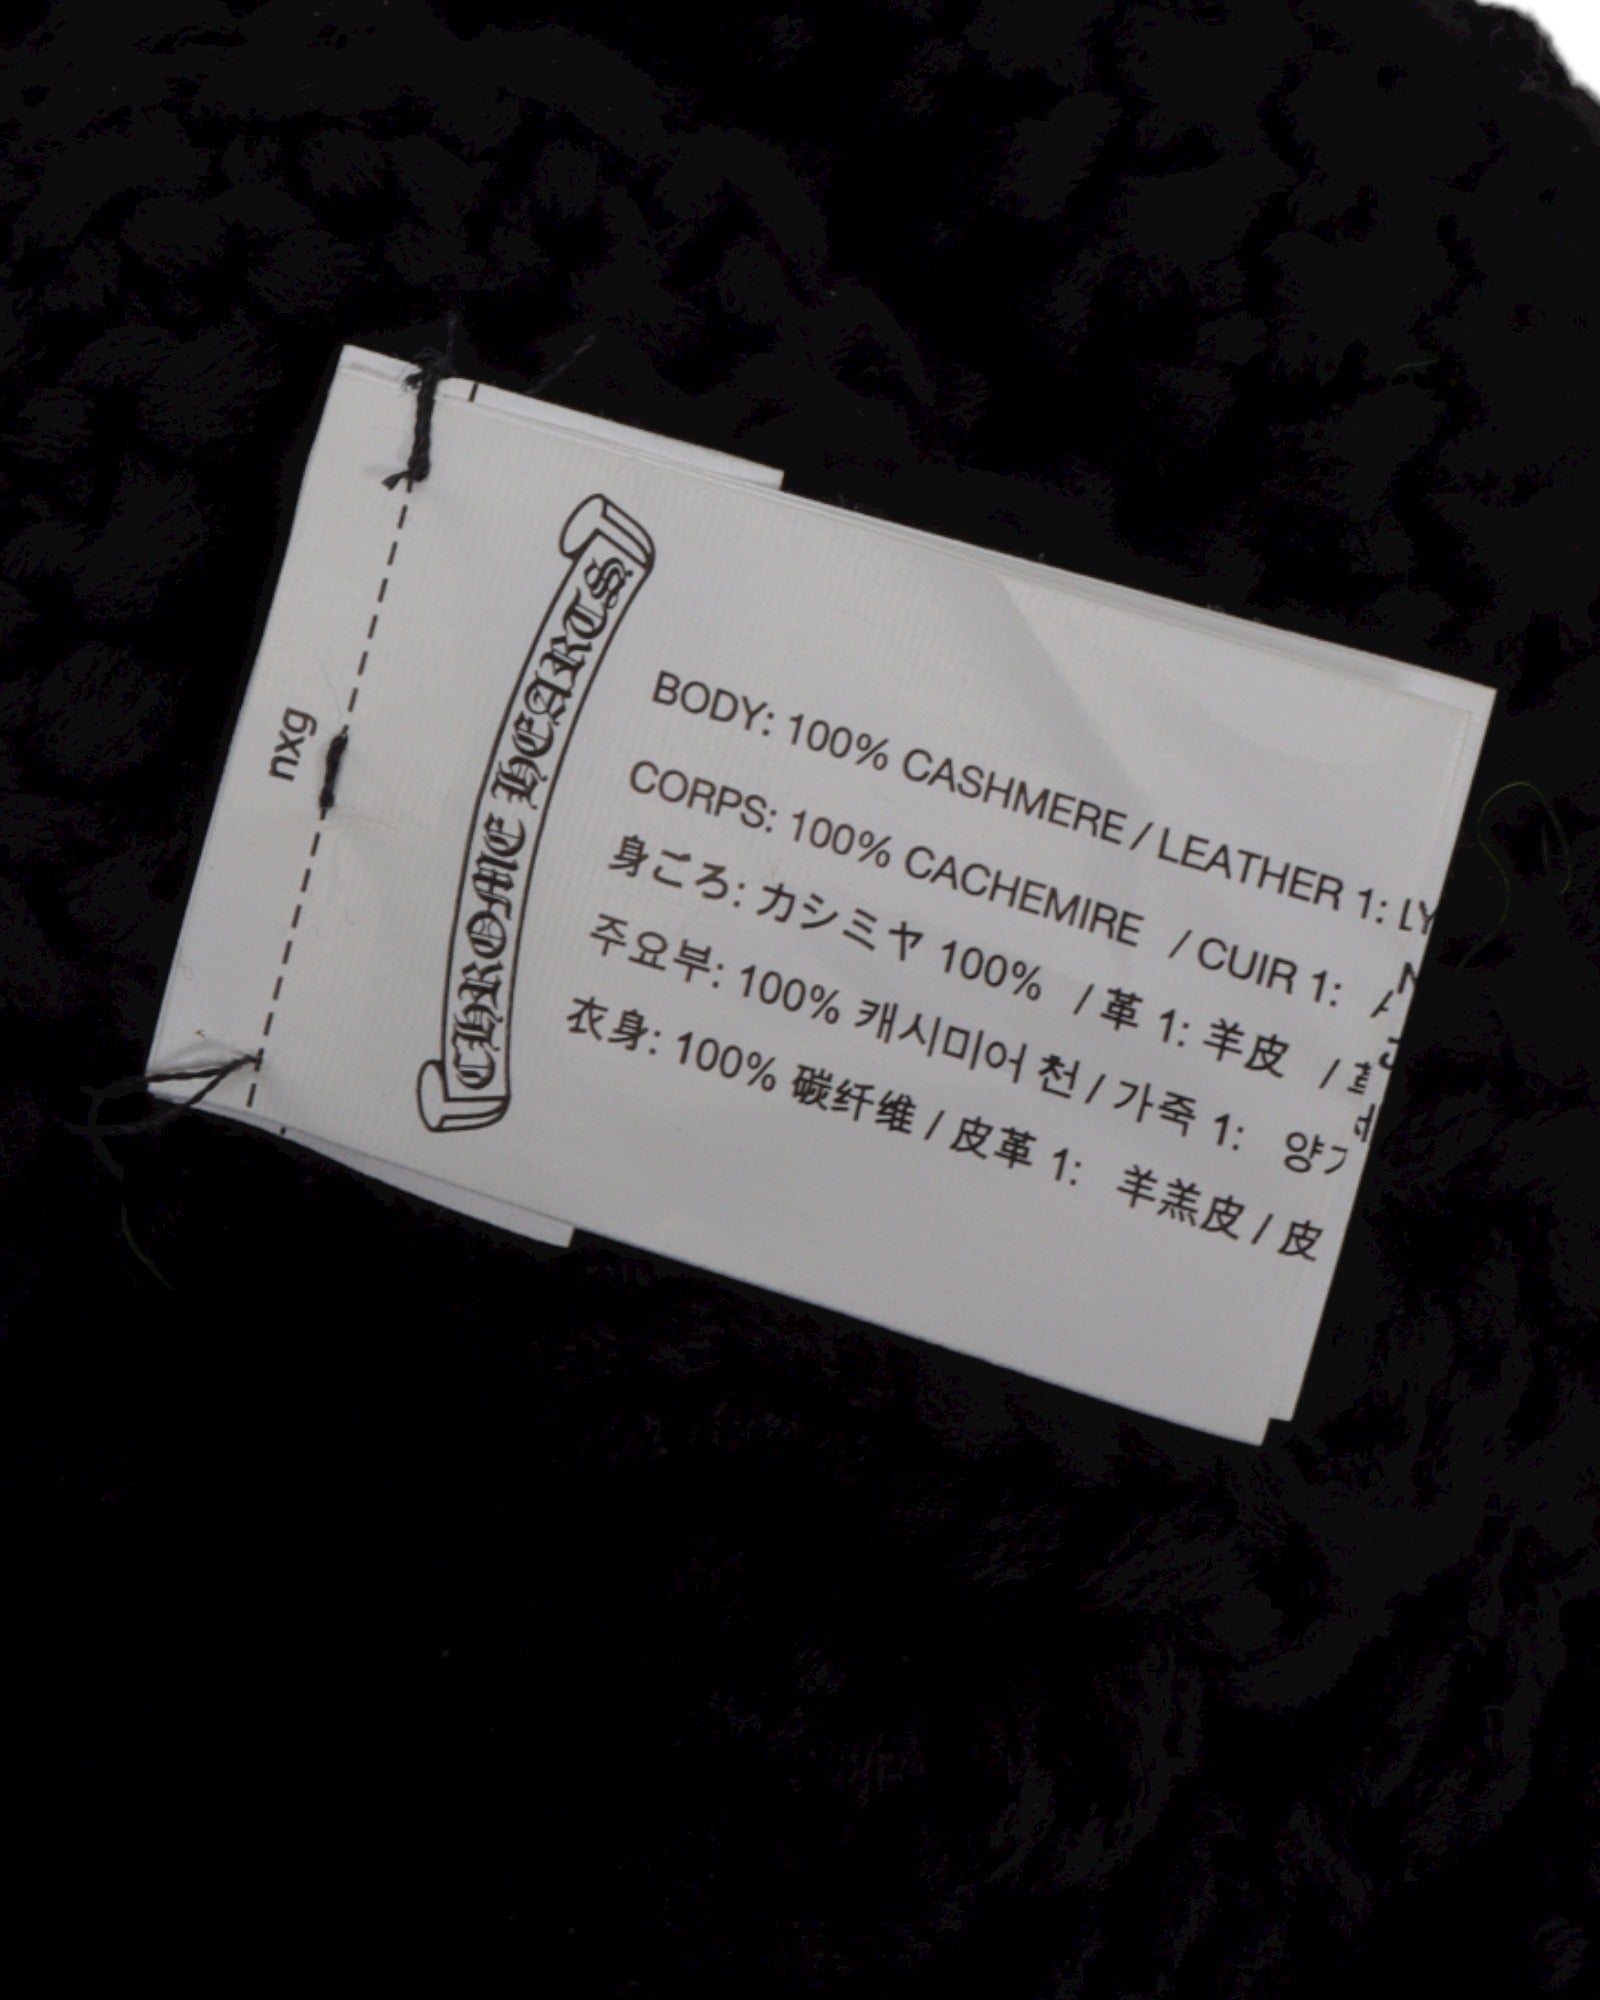 nxg
CHROME HEARTS
BODY: 100% CASHMERE / LEATHER 1: LY
CORPS: 100% CACHEMIRE / CUIR 1:
身ごろ: カシミヤ 100% / 革 1: 羊皮 /
주요부: 100% 캐시미어 천 / 가죽 1:
衣身: 100% 碳纤维 / 皮革 1: 羊羔皮 / 皮